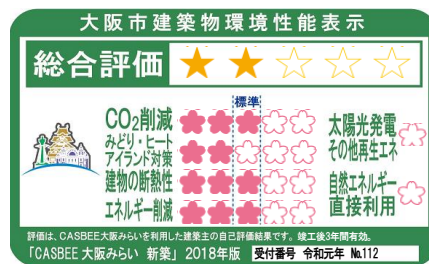 大阪市建築物環境性能表示
総合評価
標準
CO₂削減
みどり・ヒート
アイランド対策
建物の断熱性
エネルギー削減
太陽光発電
その他再生エネ
自然エネルギー
直接利用
評価は、CASBEE大阪みらいを利用した建築主の自己評価結果です。竣工後3年間有効。
「CASBEE 大阪みらい 新築」2018年版 受付番号 令和元年 No.112